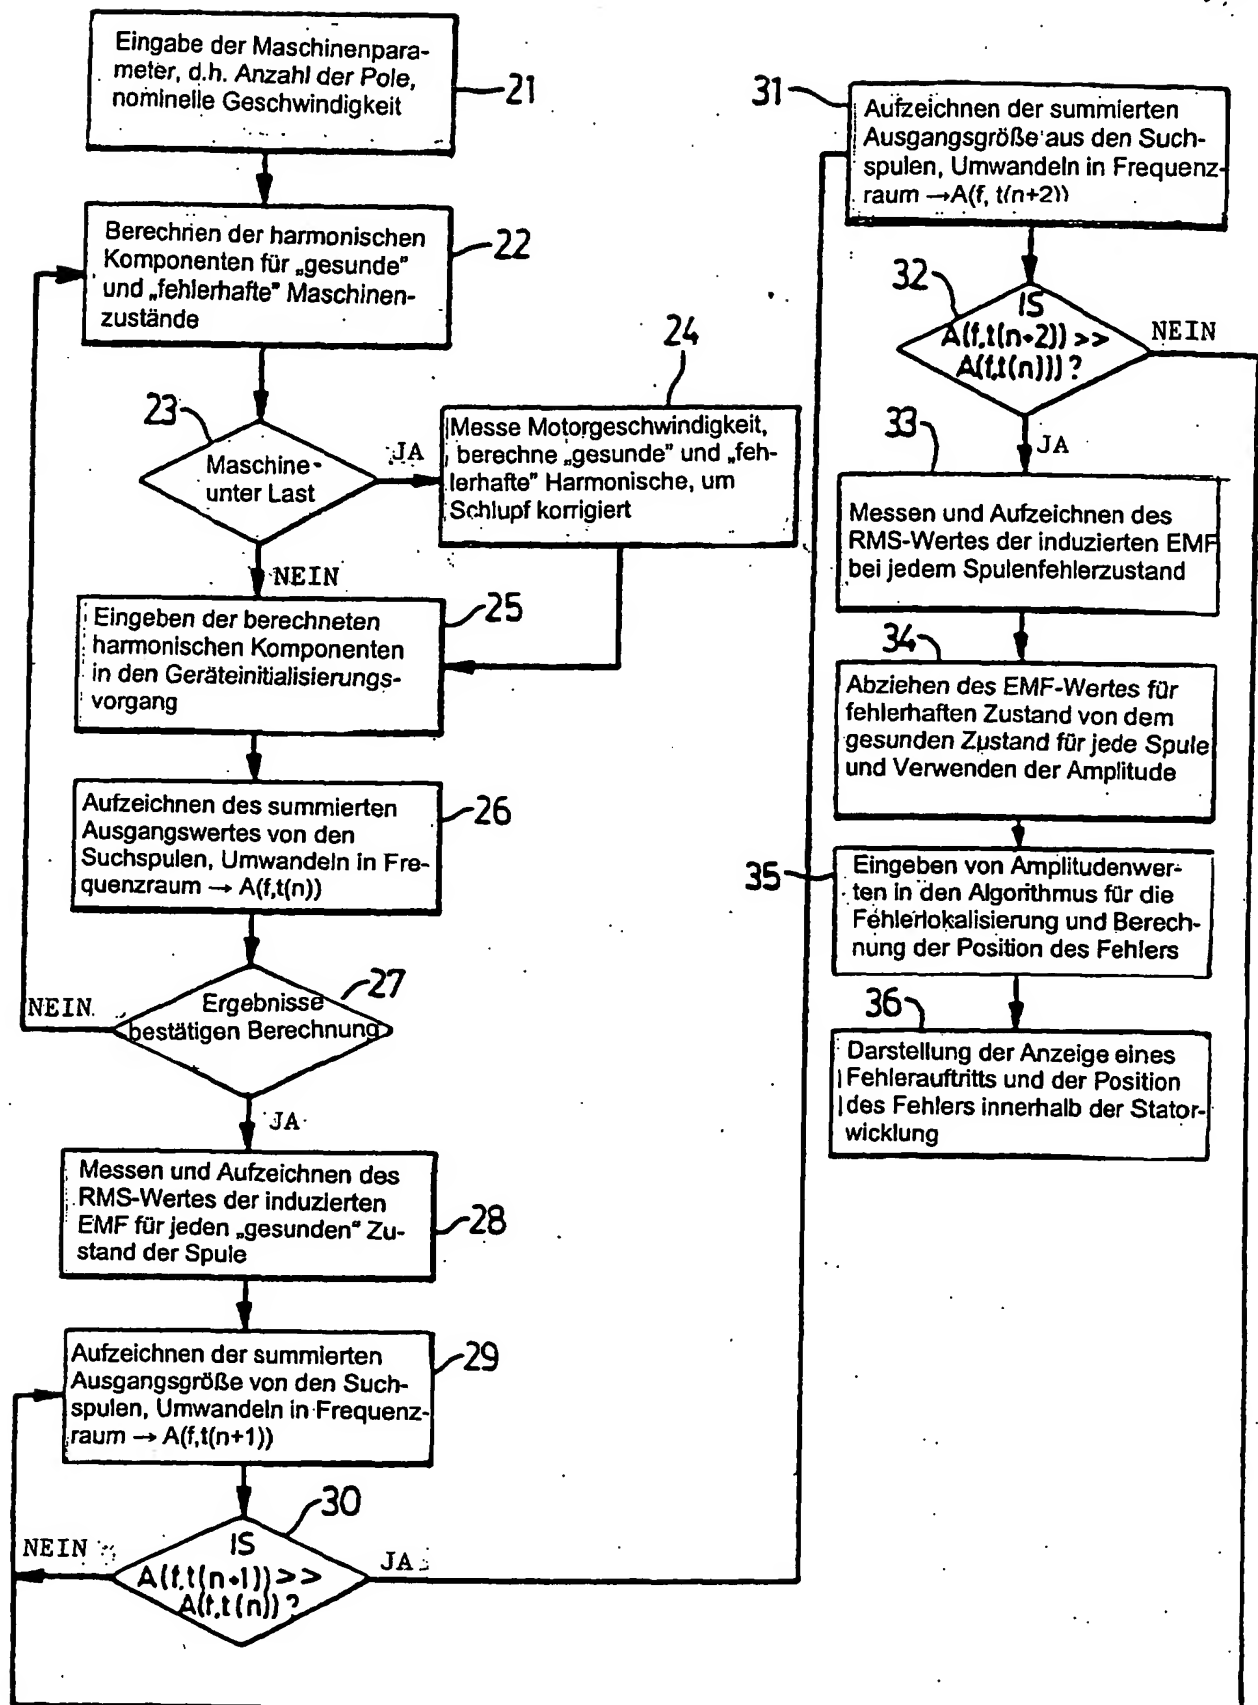 Eingabe der Maschinenpara-
meter, d.h. Anzahl der Pole,
nominelle Geschwindigkeit
21
Berechnen der harmonischen
Komponenten für „gesunde”
und „fehlerhafte” Maschinen-
zustände
22
23
Maschine
unter Last
JA
NEIN
24
Messe Motorgeschwindigkeit,
berechne „gesunde” und „feh-
lerhafte” Harmonische, um
Schlupf korrigiert
Eingeben der berechneten
harmonischen Komponenten
in den Geräteinitialisierungs-
vorgang
25
Aufzeichnen des summierten
Ausgangswertes von den
Suchspulen, Umwandeln in Fre-
quenzraum → A(f,t(n))
26
27
Ergebnisse
bestätigen Berechnung
NEIN
JA
Messen und Aufzeichnen des
RMS-Wertes der induzierten
EMF für jeden „gesunden” Zu-
stand der Spule
28
Aufzeichnen der summierten
Ausgangsgröße von den Such-
spulen, Umwandeln in Frequenz-
raum → A(f,t(n+1))
29
30
IS
A(f,t(n+1)) >>
A(f,t(n)) ?
NEIN
JA
31
Aufzeichnen der summierten
Ausgangsgröße aus den Such-
spulen, Umwandeln in Frequenz-
raum →A(f, t(n+2))
32
IS
A(f,t(n+2)) >>
A(f,t(n))) ?
NEIN
JA
33
Messen und Aufzeichnen des
RMS-Wertes der induzierten EMF
bei jedem Spulenfehlerzustand
34
Abziehen des EMF-Wertes für
fehlerhaften Zustand von dem
gesunden Zustand für jede Spule
und Verwenden der Amplitude
35
Eingeben von Amplitudenwer-
ten in den Algorithmus für die
Fehlerlokalisierung und Berech-
nung der Position des Fehlers
36
Darstellung der Anzeige eines
Fehlerauftritts und der Position
des Fehlers innerhalb der Stator-
wicklung